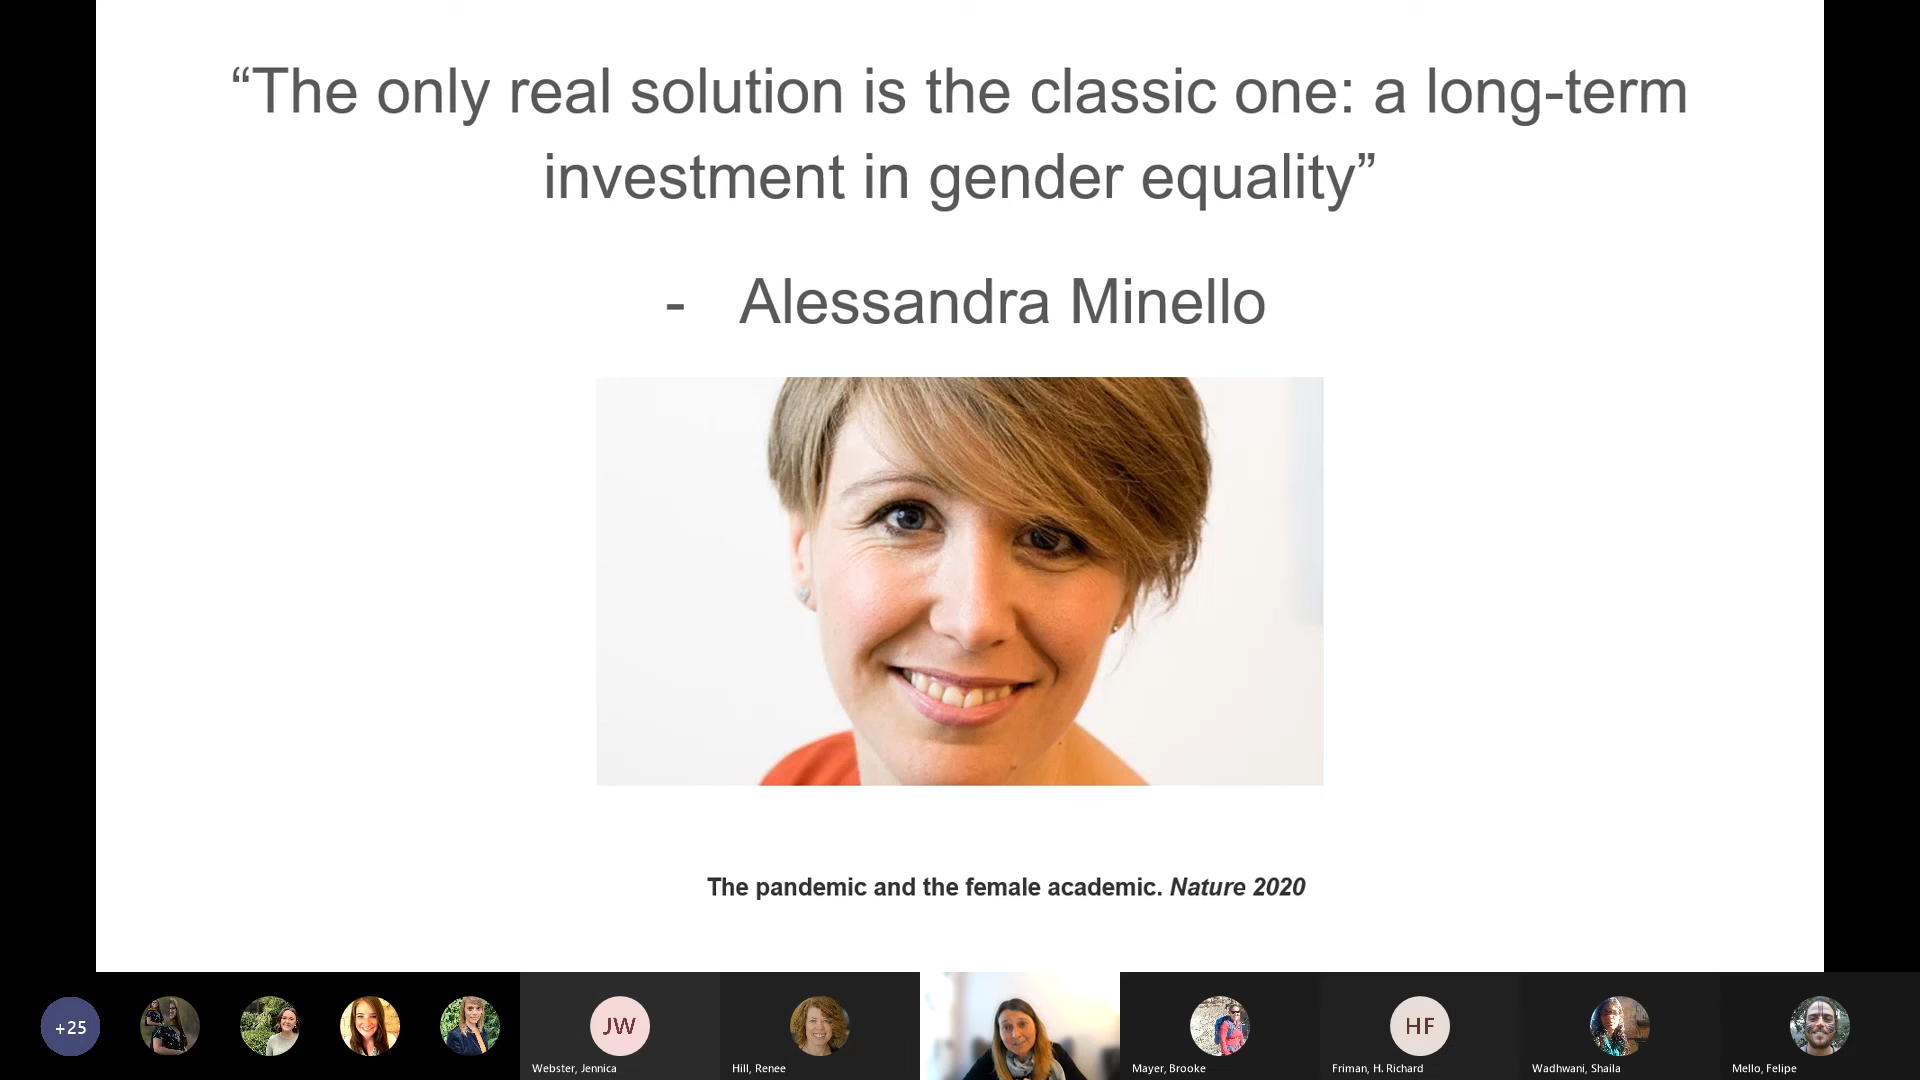 “The only real solution is the classic one: a long-term
investment in gender equality”
- Alessandra Minello
The pandemic and the female academic. Nature 2020
+25
JW
Webster, Jennica
Hill, Renee
Mayer, Brooke
HF
Friman, H. Richard
Wadhwani, Shaila
Mello, Felipe